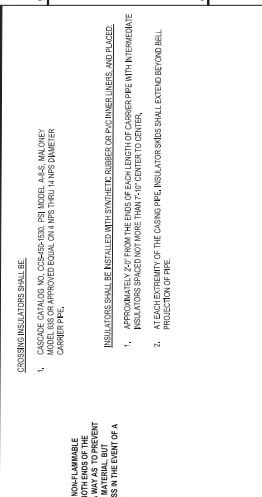 CROSSING INSULATORS SHALL BE:
1. CASCADE CATALOG NO. CCS-450-1530, PSI MODEL A-8-S, MALONEY
MODEL 63S OR APPROVED EQUAL ON 4 NPS THRU 14 NPS DIAMETER
CARRIER PIPE.
INSULATORS SHALL BE INSTALLED WITH SYNTHETIC RUBBER OR PVC INNER LINERS, AND PLACED:
1. APPROXIMATELY 2'-0" FROM THE ENDS OF EACH LENGTH OF CARRIER PIPE WITH INTERMEDIATE
INSULATORS SPACED NOT MORE THAN 7'-10" CENTER TO CENTER.
2. AT EACH EXTREMITY OF THE CASING PIPE, INSULATOR SKIDS SHALL EXTEND BEYOND BELL
PROJECTION OF PIPE.
NON-FLAMMABLE
BOTH ENDS OF THE
WAY AS TO PREVENT
MATERIAL, BUT
SS IN THE EVENT OF A